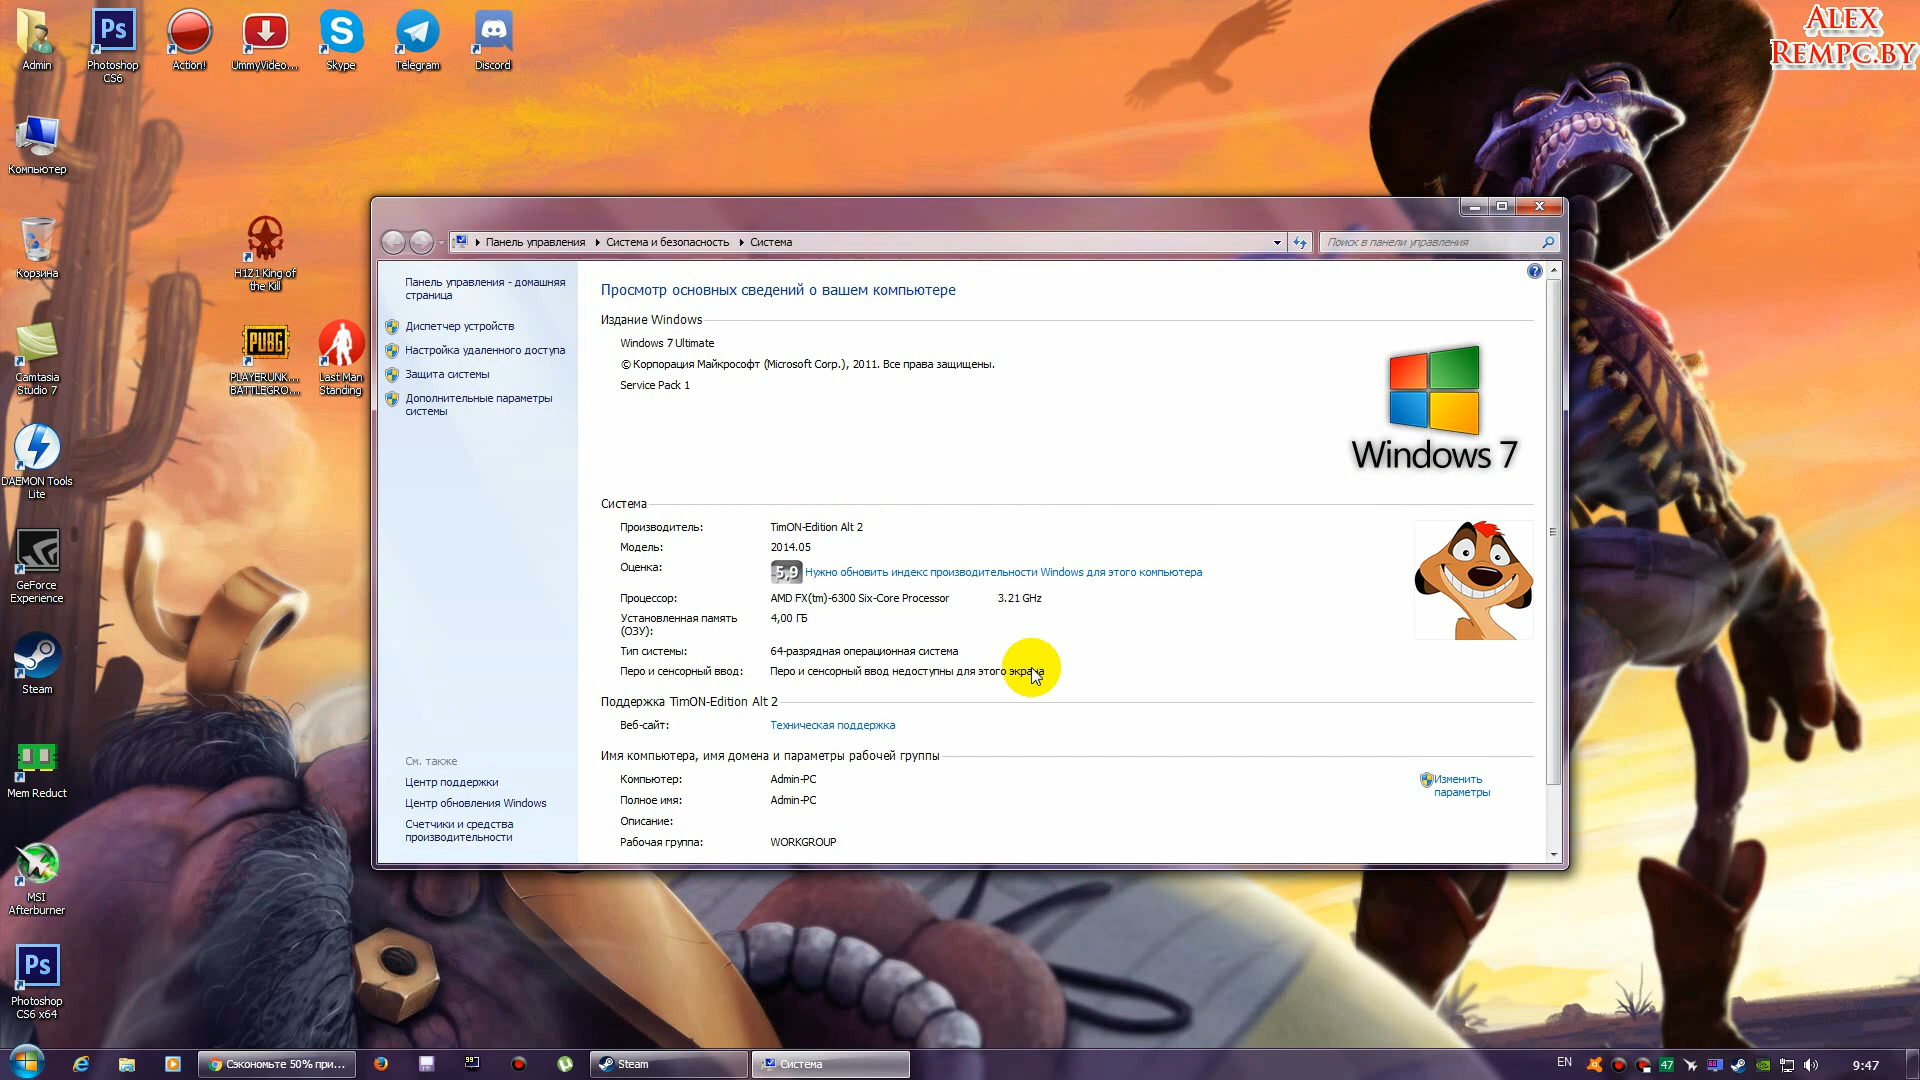 Admin
Photoshop CS6
Action!
UmmyVideo....
Skype
Telegram
Discord
ALEX
REMPC.BY
Компьютер
Корзина
H1Z1 King of the Kill
Camtasia Studio 7
PUBG
PLAYERUNK... BATTLEGRO...
Last Man Standing
DAEMON Tools Lite
GeForce Experience
Steam
Mem Reduct
MSI Afterburner
Photoshop CS6 x64
Панель управления
Система и безопасность
Система
Поиск в панели управления
Панель управления - домашняя страница
Диспетчер устройств
Настройка удаленного доступа
Защита системы
Дополнительные параметры системы
См. также
Центр поддержки
Центр обновления Windows
Счетчики и средства производительности
Просмотр основных сведений о вашем компьютере
Издание Windows
Windows 7 Ultimate
© Корпорация Майкрософт (Microsoft Corp.), 2011. Все права защищены.
Service Pack 1
Windows 7
Система
Производитель: TimON-Edition Alt 2
Модель: 2014.05
Оценка: 5,9 Нужно обновить индекс производительности Windows для этого компьютера
Процессор: AMD FX(tm)-6300 Six-Core Processor 3.21 GHz
Установленная память (ОЗУ): 4,00 ГБ
Тип системы: 64-разрядная операционная система
Перо и сенсорный ввод: Перо и сенсорный ввод недоступны для этого экрана
Поддержка TimON-Edition Alt 2
Веб-сайт: Техническая поддержка
Имя компьютера, имя домена и параметры рабочей группы
Компьютер: Admin-PC
Изменить параметры
Полное имя: Admin-PC
Описание:
Рабочая группа: WORKGROUP
Сэкономьте 50% при...
99
Steam
Система
EN
47
9:47